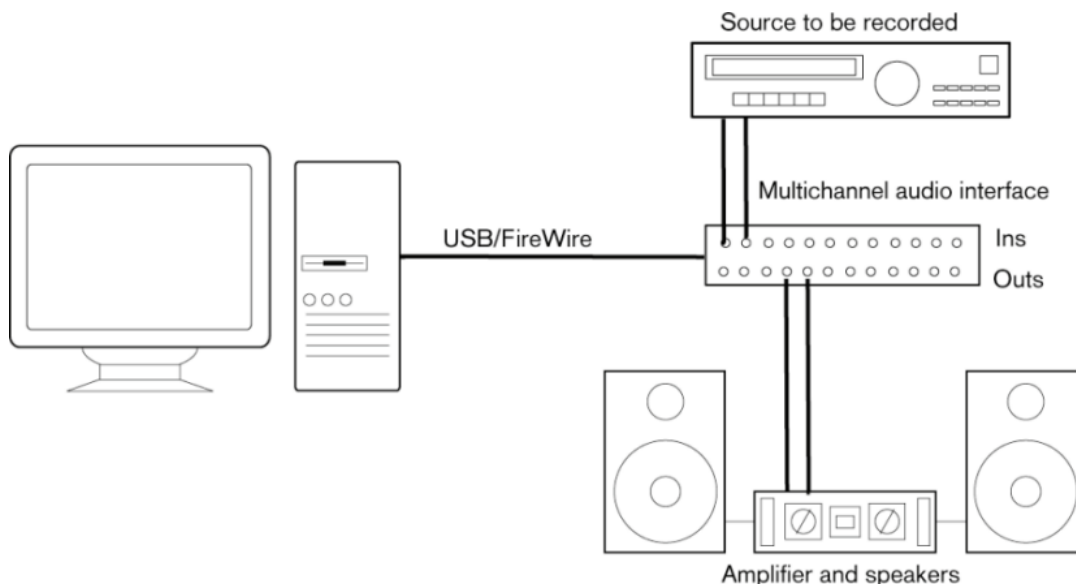 Source to be recorded
Multichannel audio interface
USB/FireWire
Ins
Outs
Amplifier and speakers